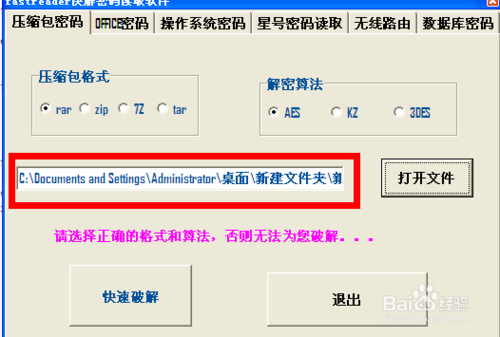 fastreader快解密码读取软件
压缩包密码 OFFICE密码 操作系统密码 星号密码读取 无线路由 数据库密码
压缩包格式 解密算法
rar zip 7Z tar AES KZ 3DES
C:\Documents and Settings\Administrator\桌面\新建文件夹\新 打开文件
请选择正确的格式和算法，否则无法为您破解。。。
快速破解 退出
Baidu经验